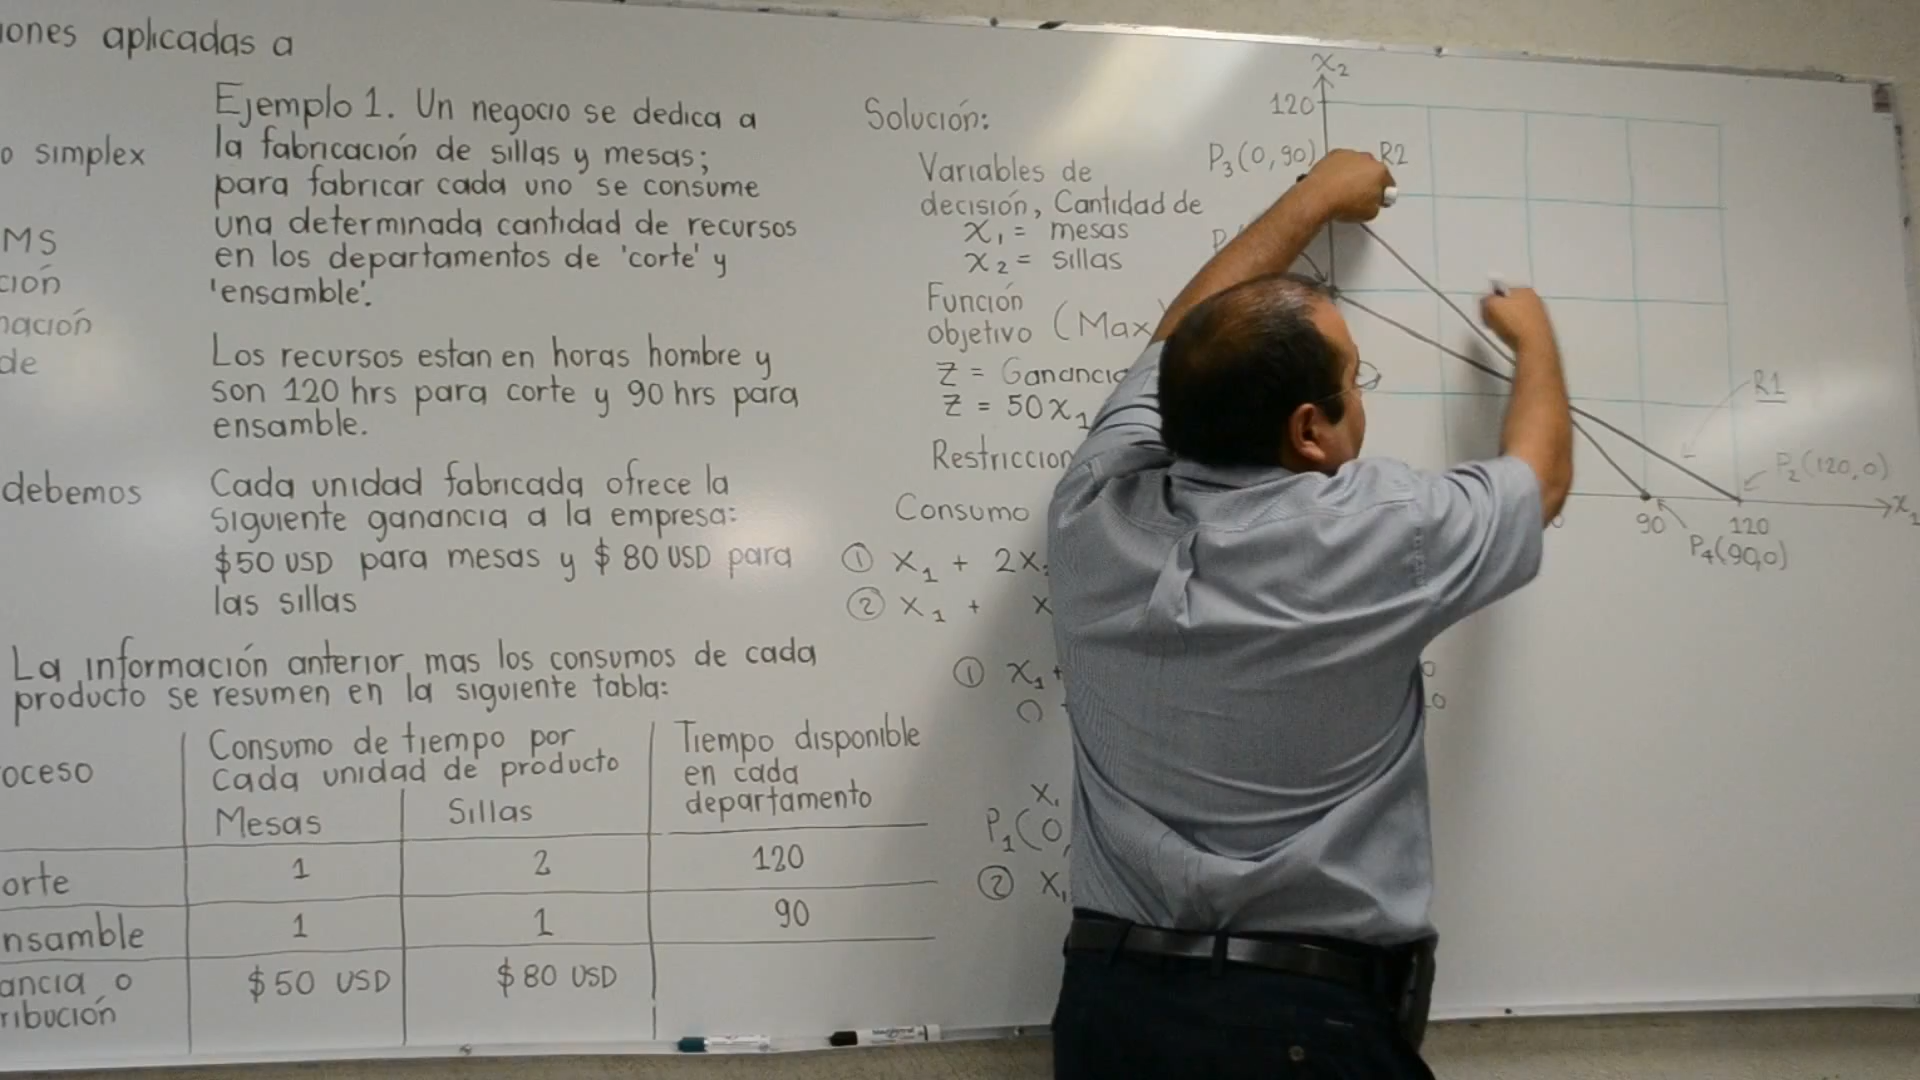 iones aplicadas a
o simplex
MS
ción
mación
de
debemos
Ejemplo 1. Un negocio se dedica a
la fabricación de sillas y mesas;
para fabricar cada uno se consume
una determinada cantidad de recursos
en los departamentos de 'corte' y
'ensamble'.
Los recursos estan en horas hombre y
son 120 hrs para corte y 90 hrs para
ensamble.
Cada unidad fabricada ofrece la
siguiente ganancia a la empresa:
$50 USD para mesas y $80 USD para
las sillas
La información anterior mas los consumos de cada
producto se resumen en la siguiente tabla:
oceso
Consumo de tiempo por
cada unidad de producto
Mesas Sillas
Tiempo disponible
en cada
departamento
orte 1 2 120
nsamble 1 1 90
ancia o $50 USD $80 USD
ribución
Solución:
Variables de
decisión, Cantidad de
x₁ = mesas
x₂ = sillas
Función
objetivo (Max
Z = Ganancia
Z = 50x₁
Restriccion
Consumo
① x₁ + 2x
② x₁ + x
① x₁ +
0
x₁
P₁(0,
② x₁
x₂
120
P₃(0,90)
R2
R1
P₂(120,0)
x₁
90
120
P₄(90,0)